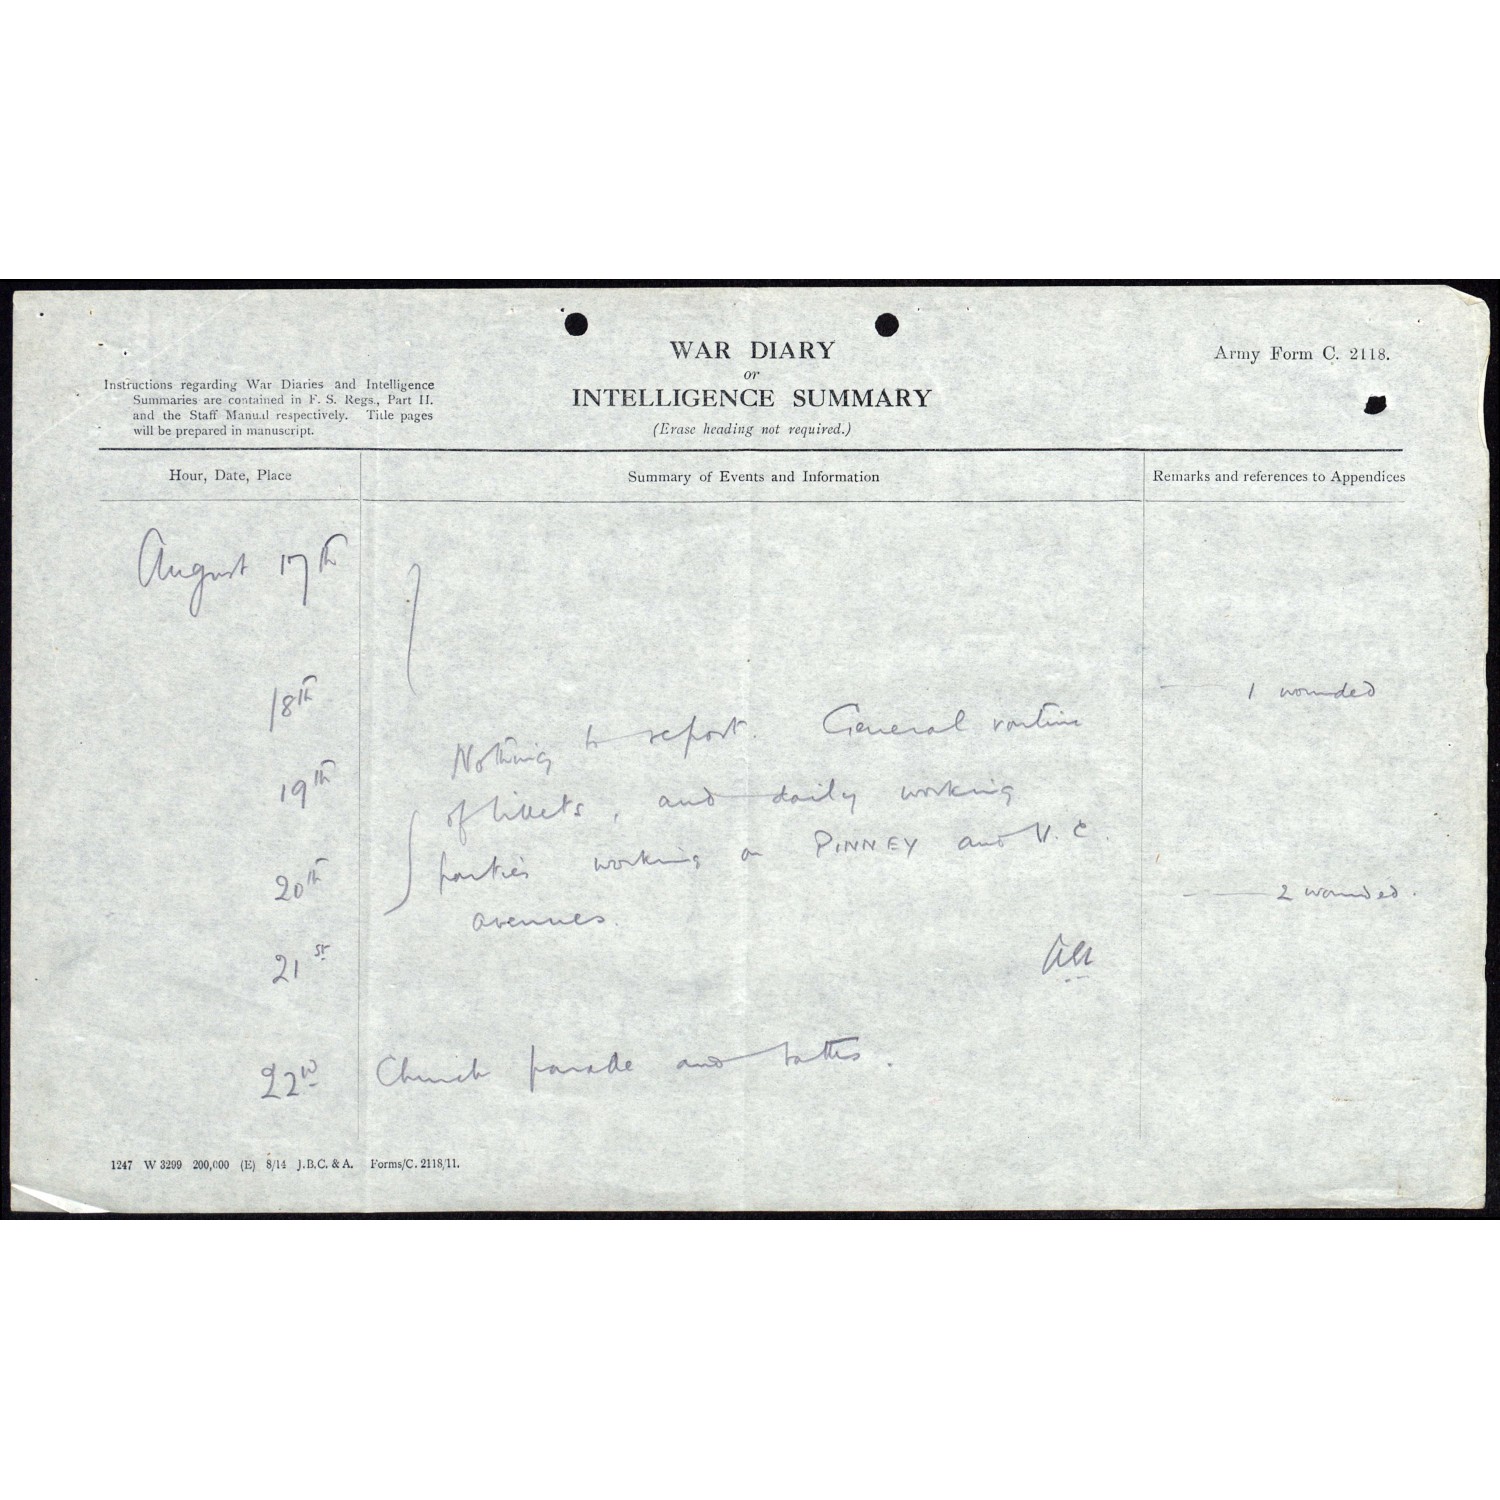 WAR DIARY
or
INTELLIGENCE SUMMARY
(Erase heading not required.)
Army Form C. 2118.
Instructions regarding War Diaries and Intelligence
Summaries are contained in F. S. Regs., Part II.
and the Staff Manual respectively. Title pages
will be prepared in manuscript.
Hour, Date, Place
Summary of Events and Information
Remarks and references to Appendices
August 17th
18th
1 wounded
Nothing to report. General routine
19th
of billets, and daily working
parties working on PINNEY and V.C.
20th
2 wounded.
avenues.
21st
22nd
Church parade and baths.
1247 W 3299 200,000 (E) 8/14 J.B.C. & A. Forms/C. 2118/11.